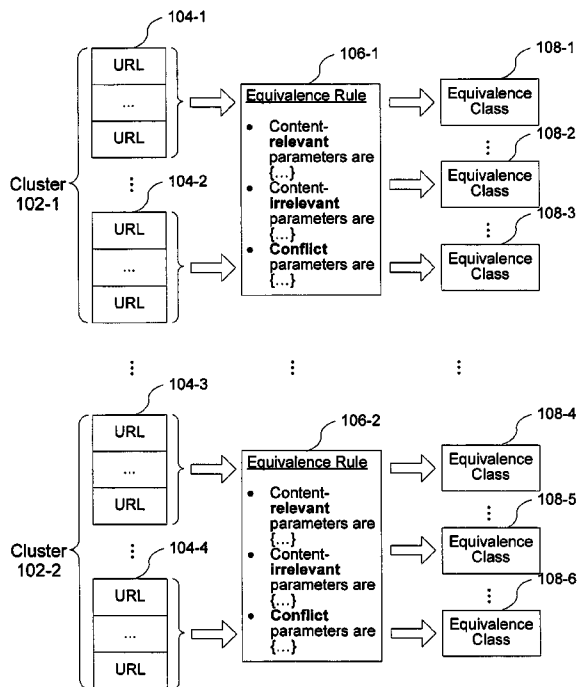 104-1
URL
...
URL
106-1
Equivalence Rule
• Content-
relevant
parameters are
{...}
• Content-
irrelevant
parameters are
{...}
• Conflict
parameters are
{...}
108-1
Equivalence
Class
108-2
Equivalence
Class
108-3
Equivalence
Class
Cluster
102-1
104-2
URL
...
URL
104-3
URL
...
URL
106-2
Equivalence Rule
• Content-
relevant
parameters are
{...}
• Content-
irrelevant
parameters are
{...}
• Conflict
parameters are
{...}
108-4
Equivalence
Class
108-5
Equivalence
Class
108-6
Equivalence
Class
Cluster
102-2
104-4
URL
...
URL